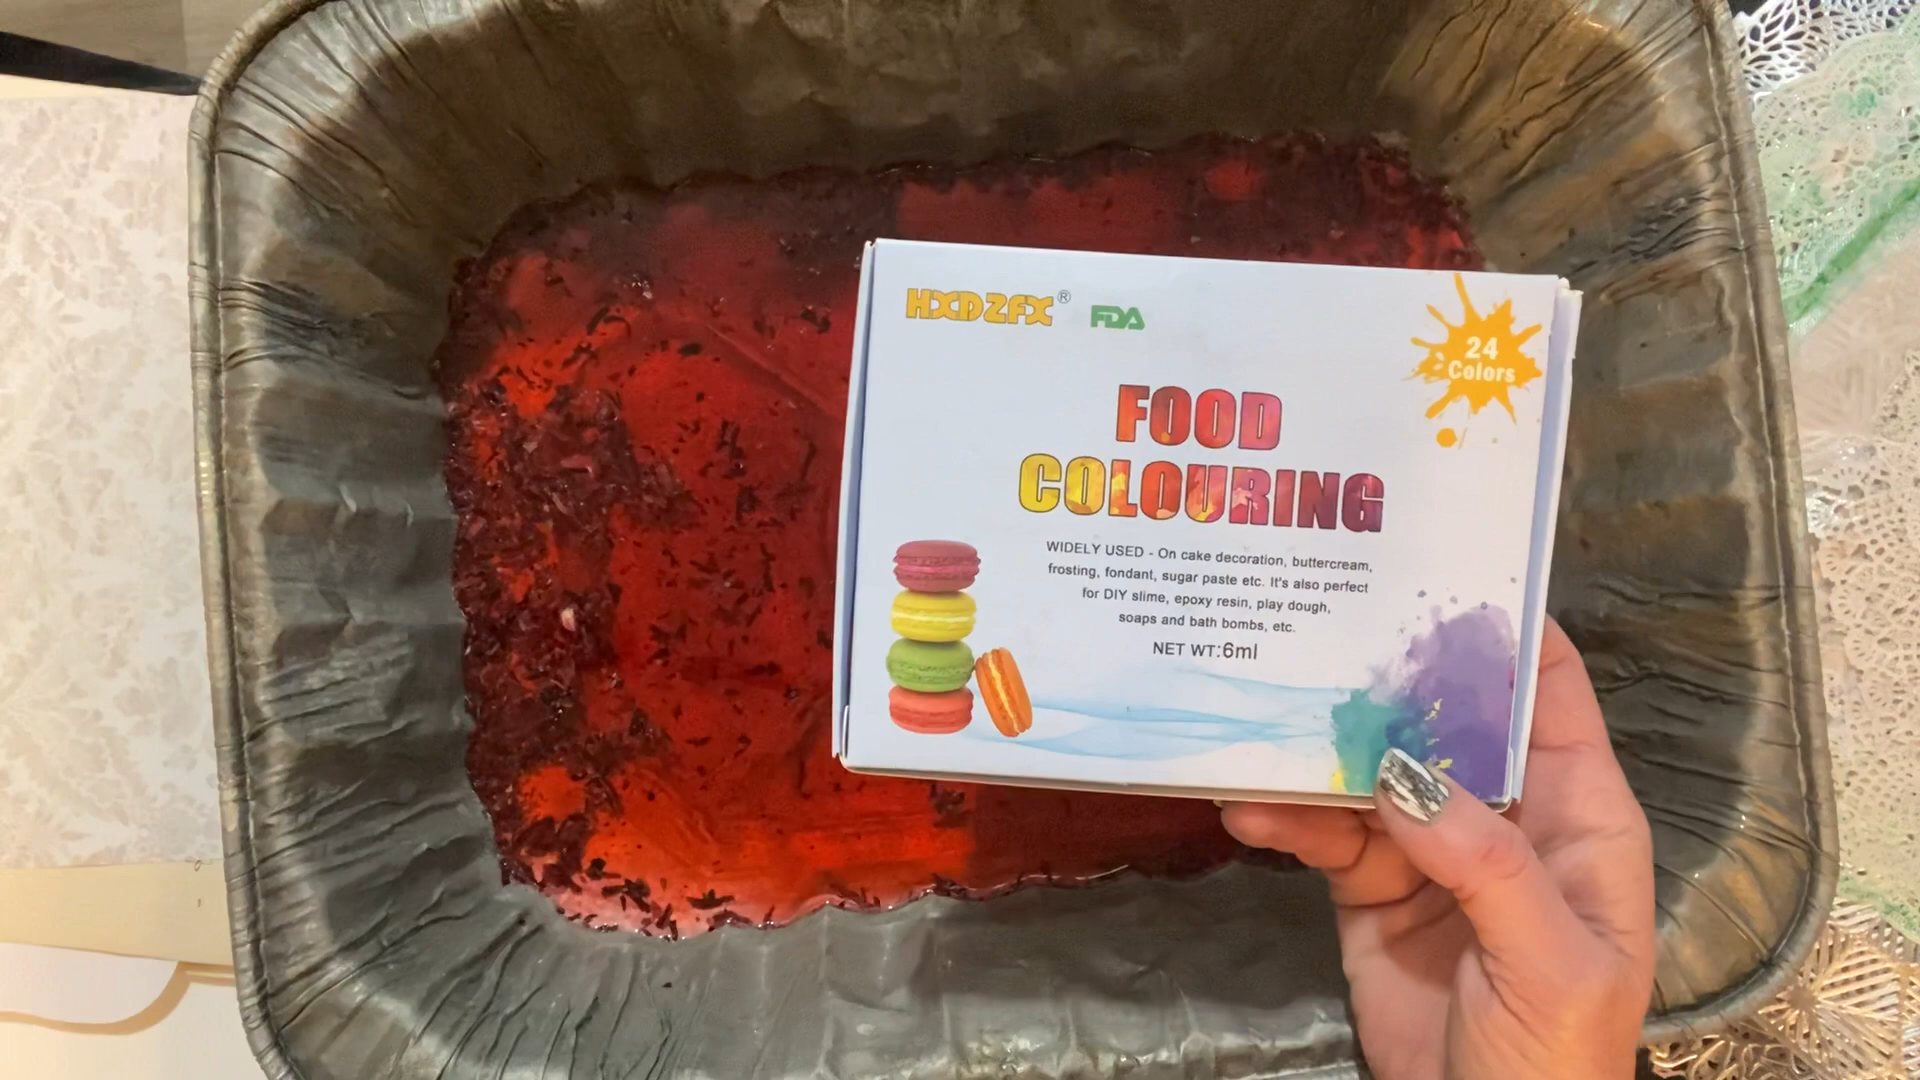 HXDZFX® FDA
24
Colors
FOOD
COLOURING
WIDELY USED - On cake decoration, buttercream,
frosting, fondant, sugar paste etc. It's also perfect
for DIY slime, epoxy resin, play dough,
soaps and bath bombs, etc.
NET WT:6ml